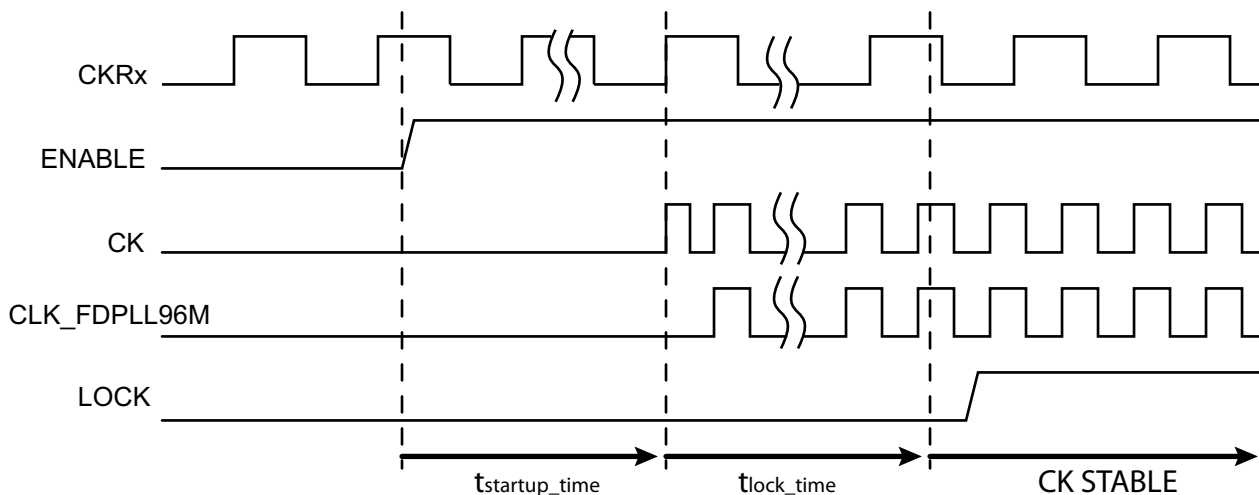 CKRx
ENABLE
CK
CLK_FDPLL96M
LOCK
tstartup_time
tlock_time
CK STABLE